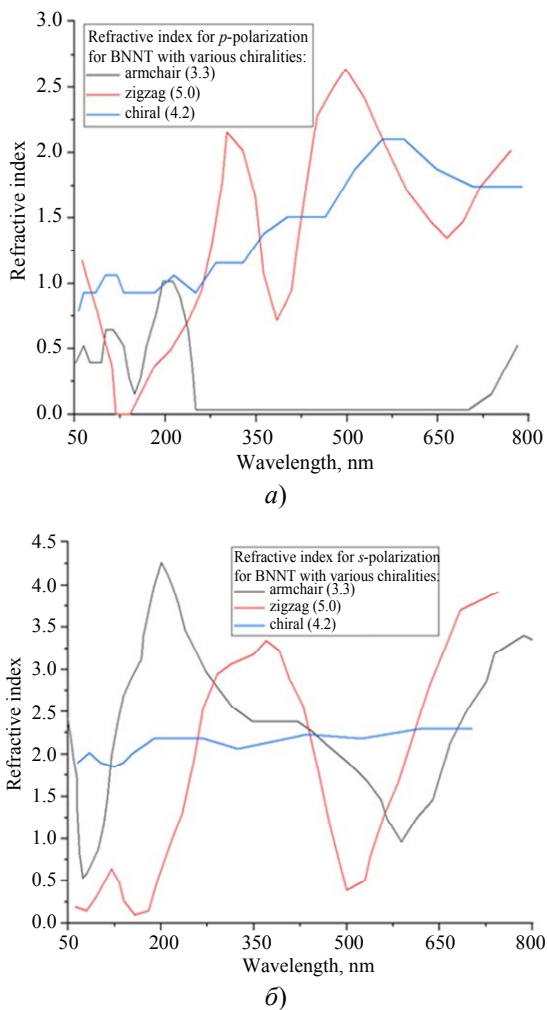 3.0
Refractive index for p-polarization
for BNNT with various chiralities:
armchair (3.3)
zigzag (5.0)
chiral (4.2)
2.5
2.0
1.5
1.0
0.5
0.0
Refractive index
50 200 350 500 650 800
Wavelength, nm
а)
4.5
Refractive index for s-polarization
for BNNT with various chiralities:
armchair (3.3)
zigzag (5.0)
chiral (4.2)
4.0
3.5
3.0
2.5
2.0
1.5
1.0
0.5
0.0
Refractive index
50 200 350 500 650 800
Wavelength, nm
б)